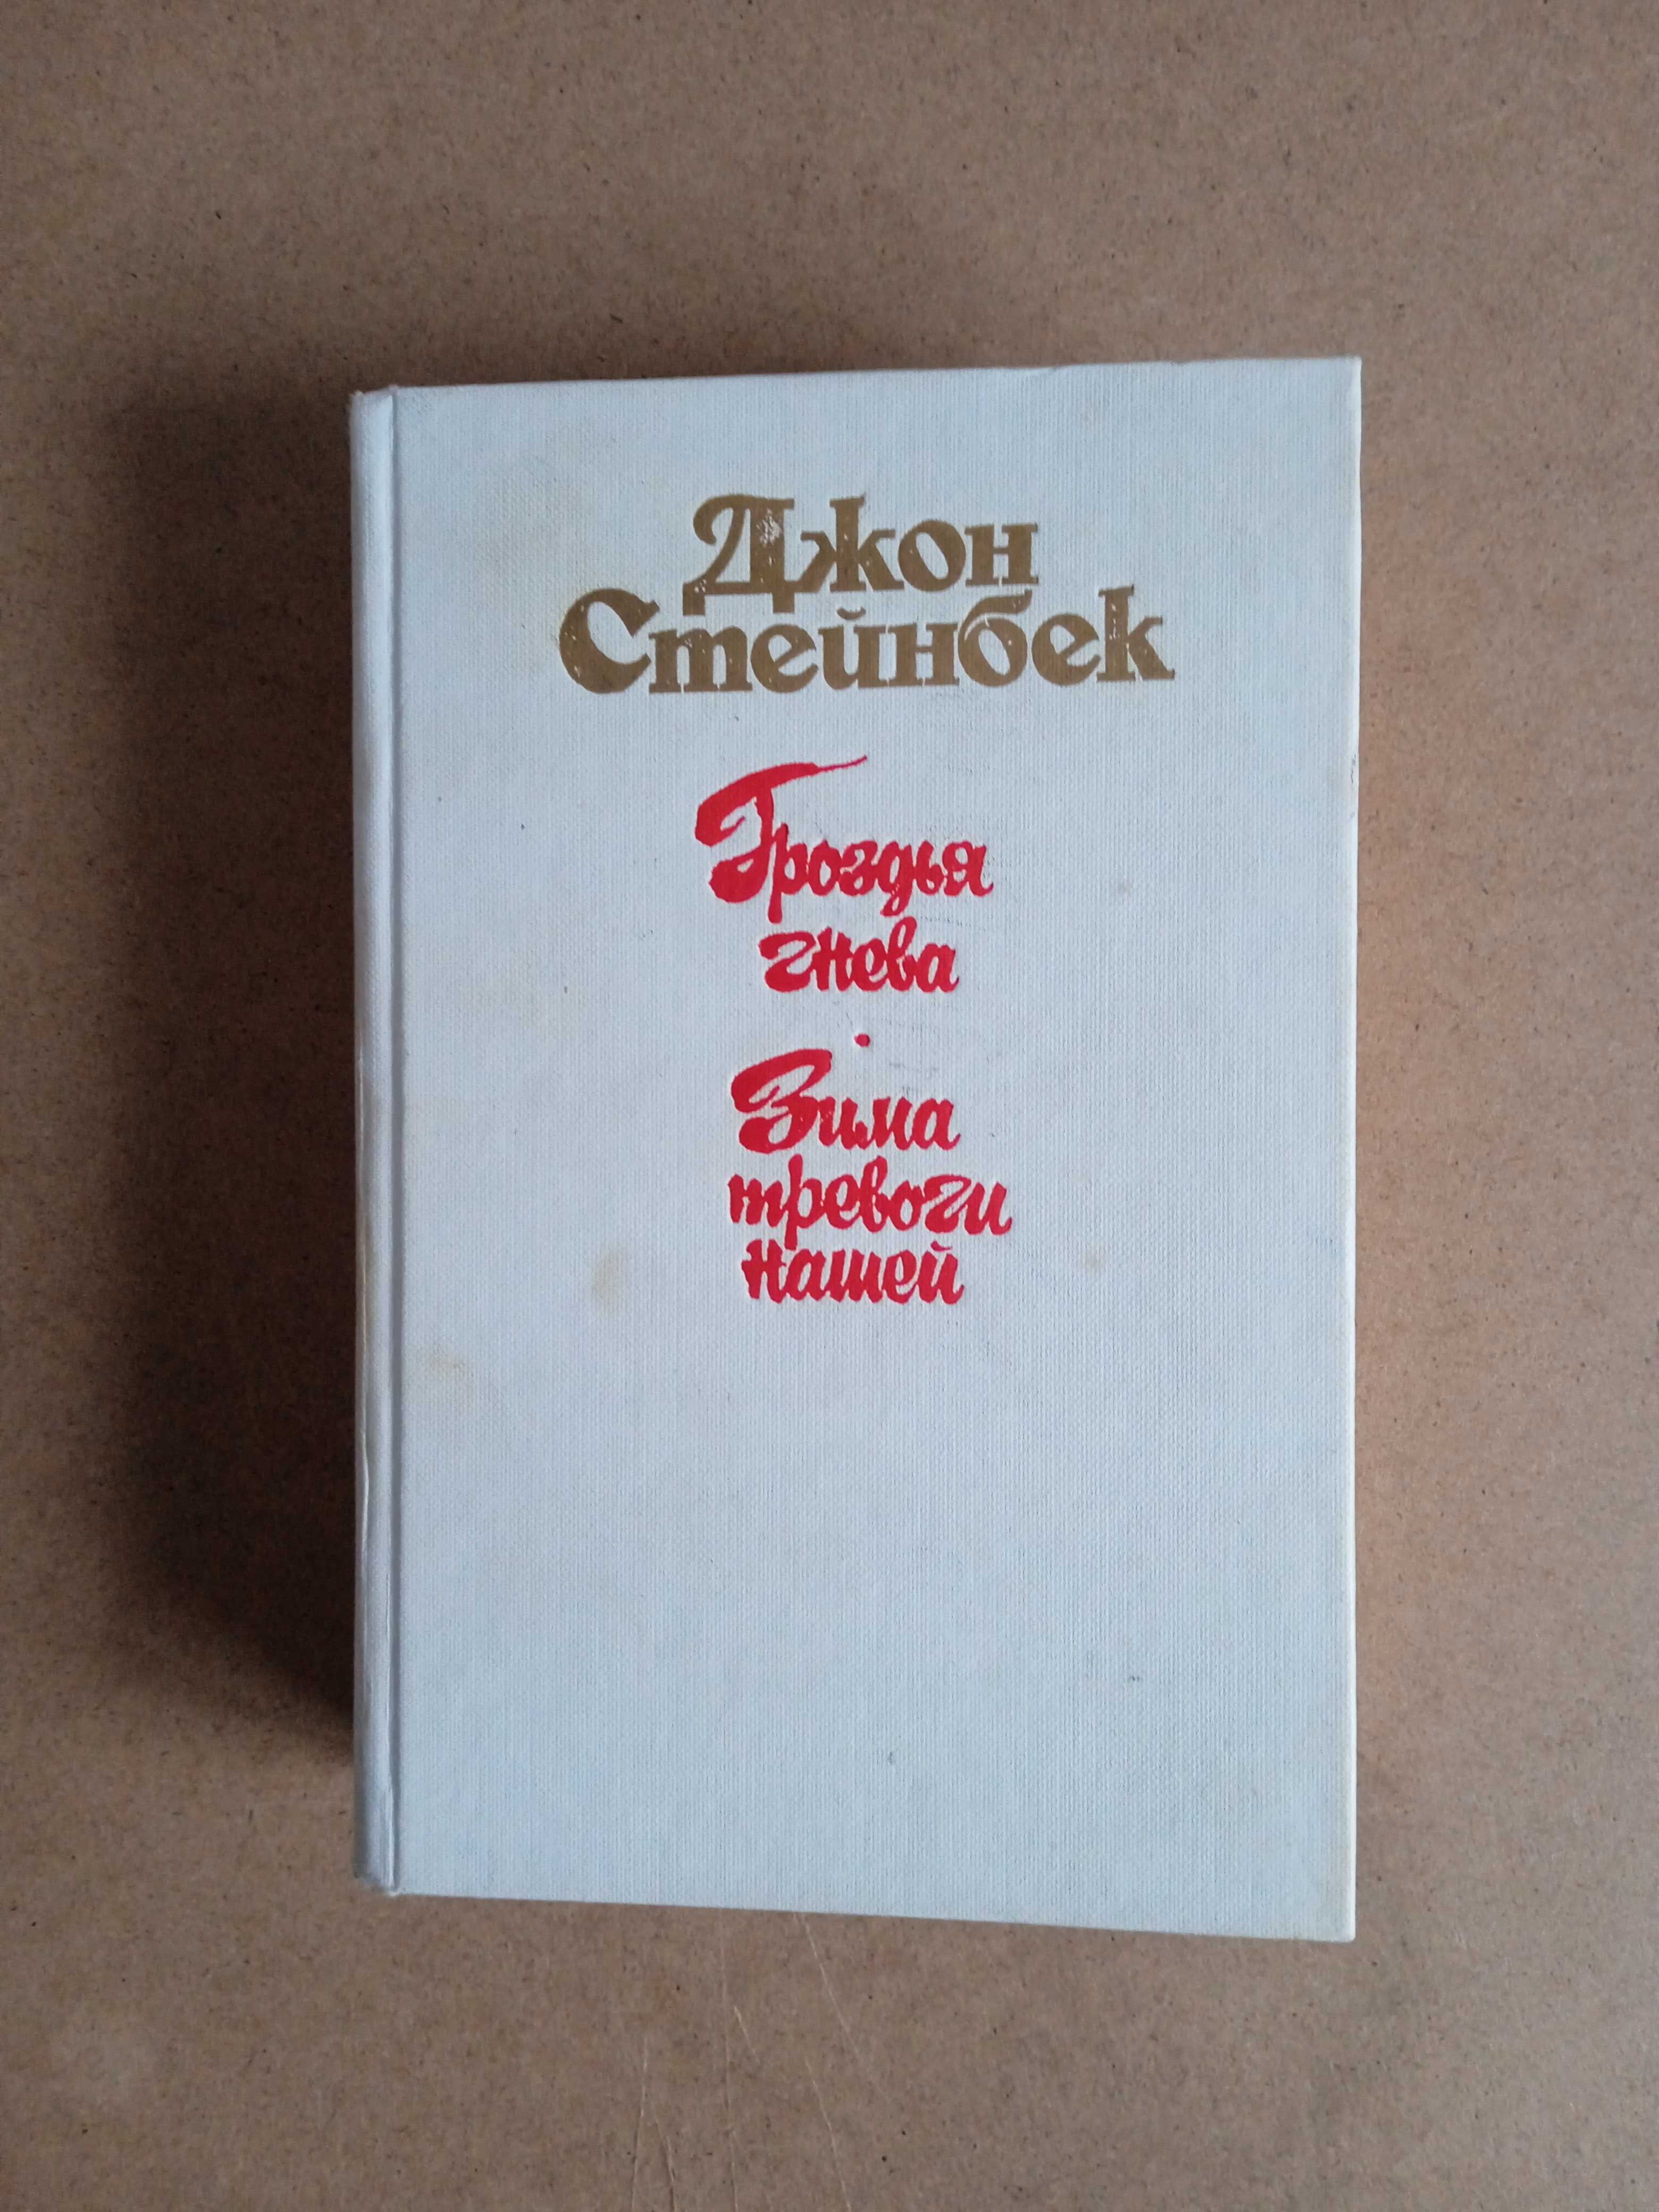 Джон
Стейнбек
Гроздья
гнева
·
Зима
тревоги
нашей